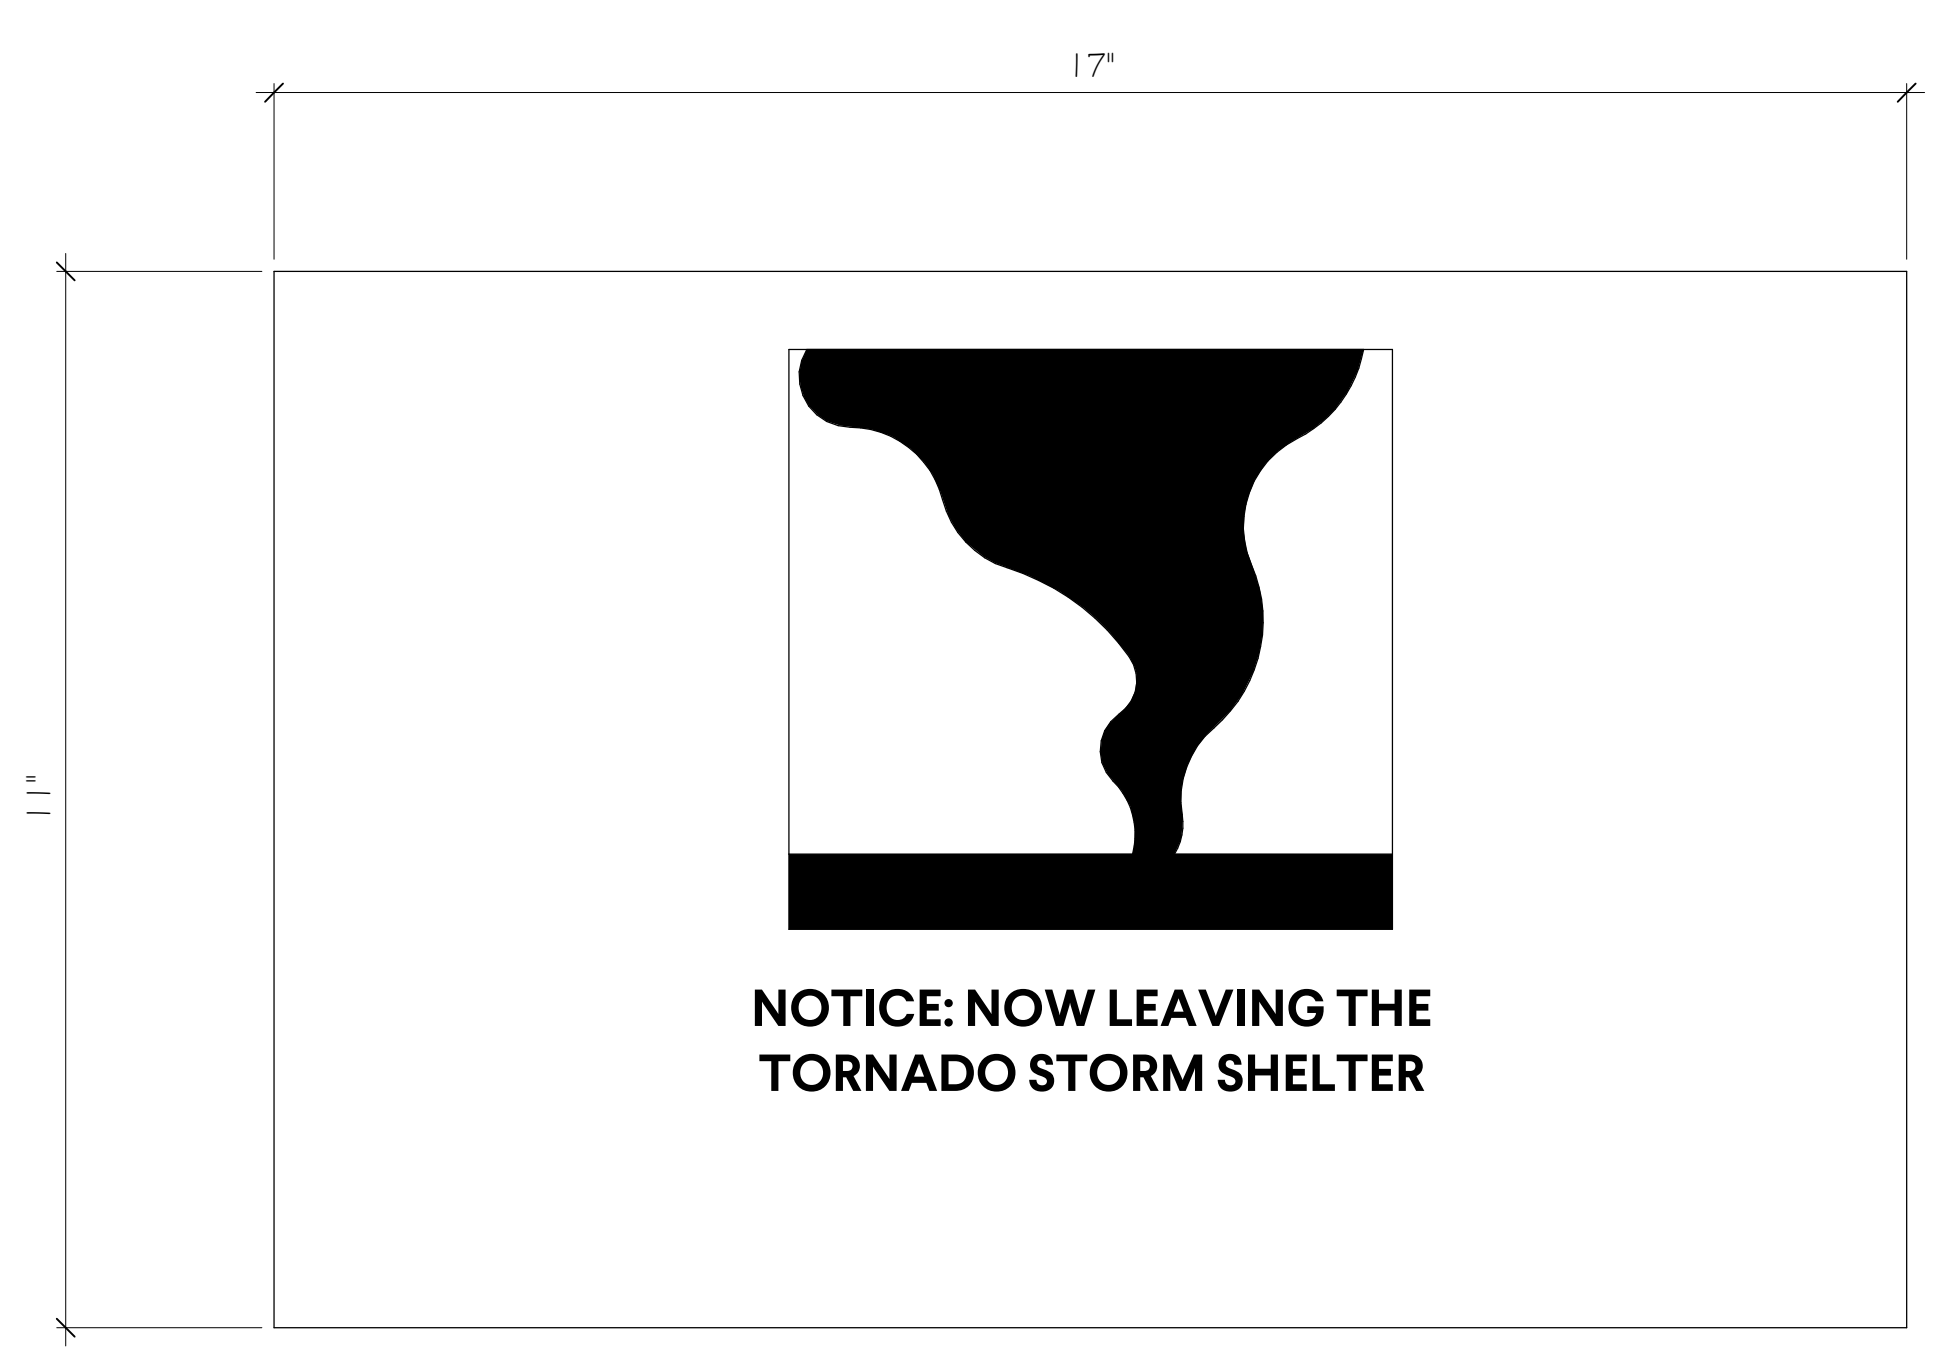 17"
11"
NOTICE: NOW LEAVING THE
TORNADO STORM SHELTER